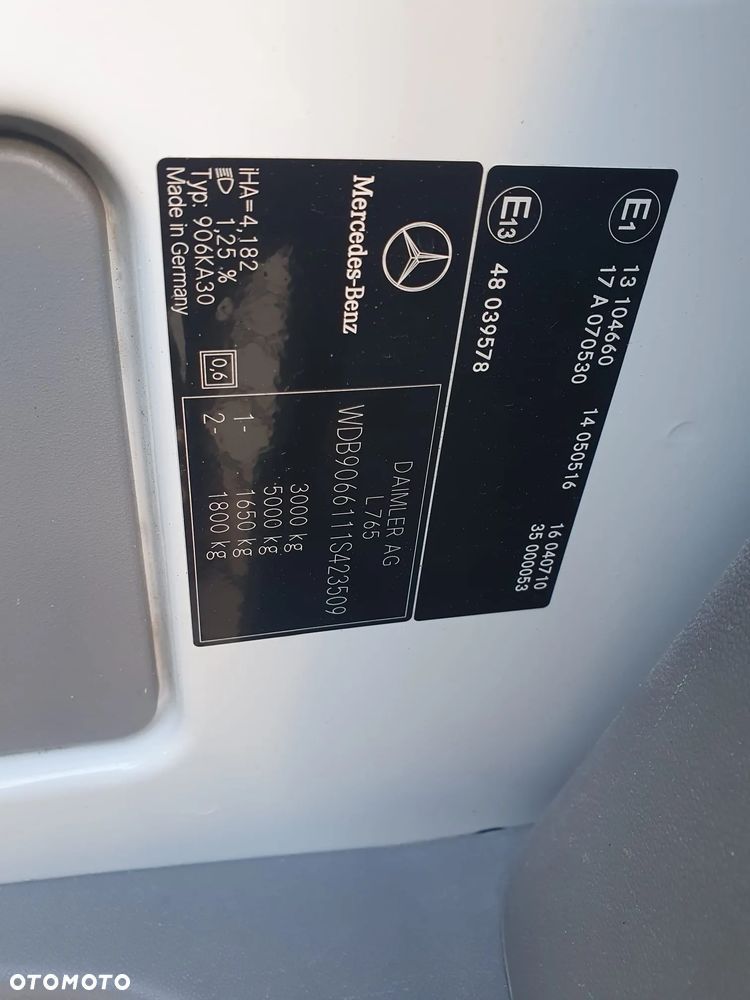 E1
13 104660
17 A 070530
14 050516
16 040710
35 000053
E13
48 039578
Mercedes-Benz
iHA=4,182
1,25 %
Typ: 906KA30
Made in Germany
0,6
DAIMLER AG
L 765
WDB9066111S423509
3000 kg
5000 kg
1- 1650 kg
2- 1800 kg
OTOMOTO